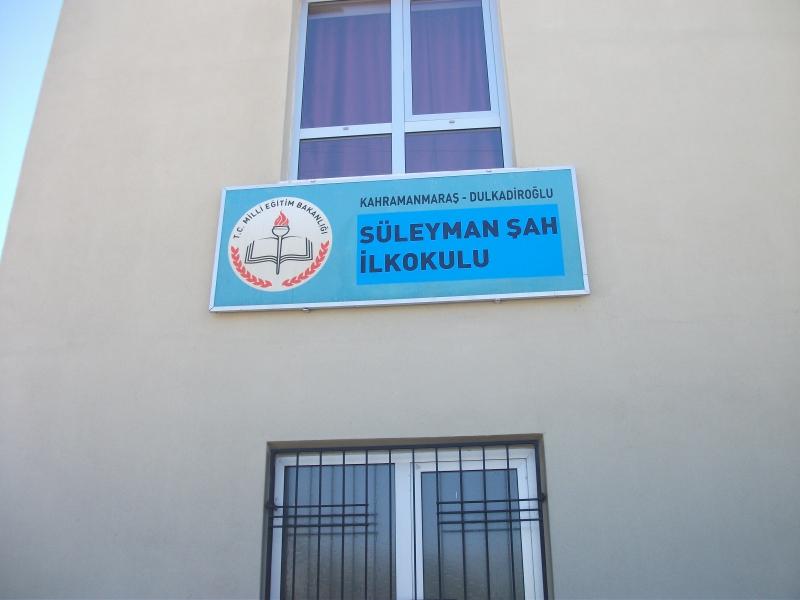 T.C. MİLLİ EĞİTİM BAKANLIĞI
KAHRAMANMARAŞ - DULKADİROĞLU
SÜLEYMAN ŞAH
İLKOKULU